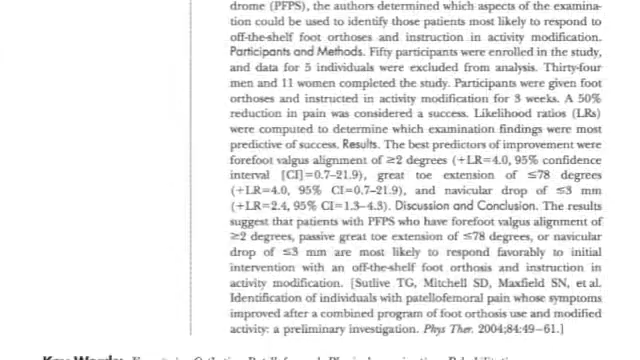 drome (PFPS), the authors determined which aspects of the examina-
tion could be used to identify those patients most likely to respond to
off-the-shelf foot orthoses and instruction in activity modification.
Participants and Methods. Fifty participants were enrolled in the study,
and data for 5 individuals were excluded from analysis. Thirty-four
men and 11 women completed the study. Participants were given foot
orthoses and instructed in activity modification for 3 weeks. A 50%
reduction in pain was considered a success. Likelihood ratios (LRs)
were computed to determine which examination findings were most
predictive of success. Results. The best predictors of improvement were
forefoot valgus alignment of ≥2 degrees (+LR=4.0, 95% confidence
interval [CI]=0.7–21.9), great toe extension of ≤78 degrees
(+LR=4.0, 95% CI=0.7–21.9), and navicular drop of ≤3 mm
(+LR=2.4, 95% CI=1.3–4.3). Discussion and Conclusion. The results
suggest that patients with PFPS who have forefoot valgus alignment of
≥2 degrees, passive great toe extension of ≤78 degrees, or navicular
drop of ≤3 mm are most likely to respond favorably to initial
intervention with an off-the-shelf foot orthosis and instruction in
activity modification. [Sutlive TG, Mitchell SD, Maxfield SN, et al.
Identification of individuals with patellofemoral pain whose symptoms
improved after a combined program of foot orthosis use and modified
activity: a preliminary investigation. Phys Ther. 2004;84:49–61.]